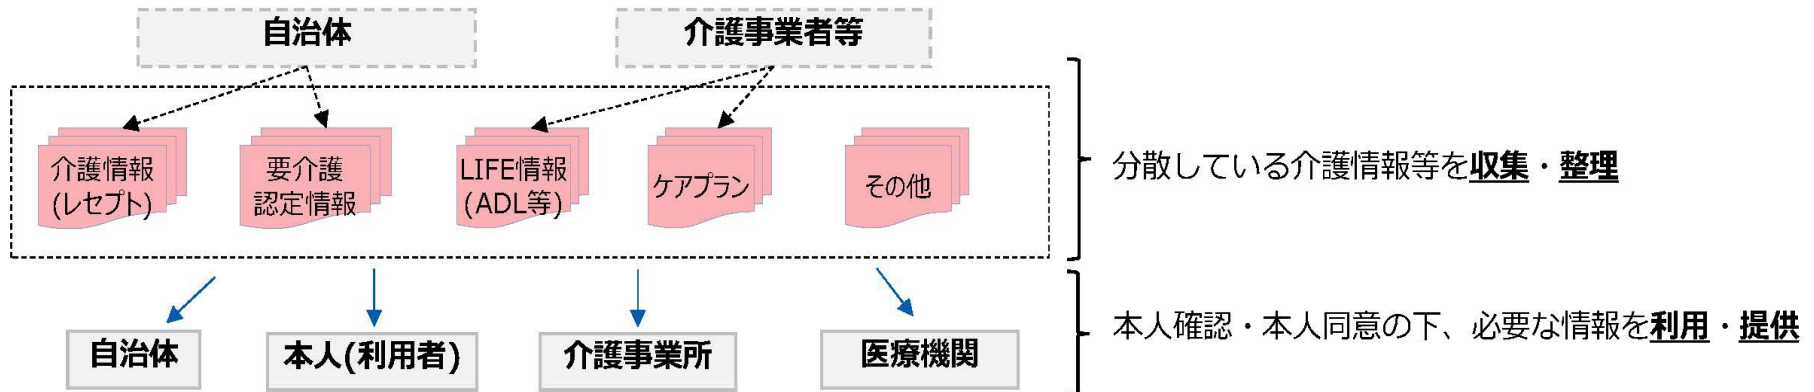 自治体
介護事業者等
介護情報
(レセプト)
要介護
認定情報
LIFE情報
(ADL等)
ケアプラン
その他
分散している介護情報等を収集・整理
自治体
本人(利用者)
介護事業所
医療機関
本人確認・本人同意の下、必要な情報を利用・提供